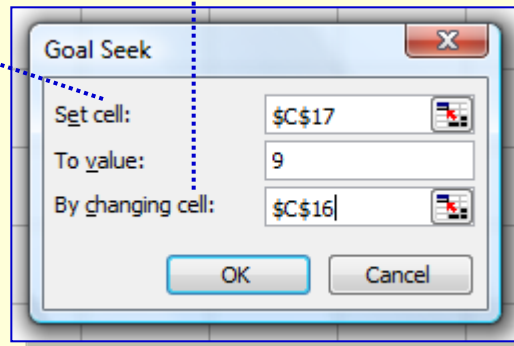 Goal Seek
Set cell: $C$17
To value: 9
By changing cell: $C$16
OK Cancel